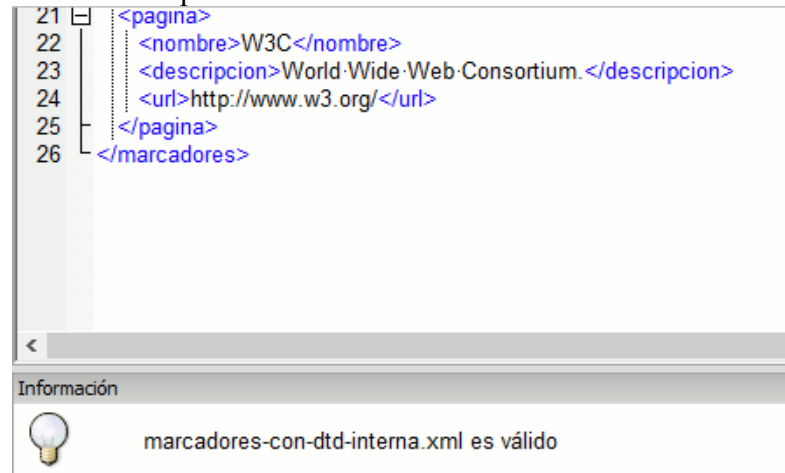 21 <pagina>
22 <nombre>W3C</nombre>
23 <descripcion>World·Wide·Web·Consortium.</descripcion>
24 <url>http://www.w3.org/</url>
25 </pagina>
26 </marcadores>
Información
marcadores-con-dtd-interna.xml es válido